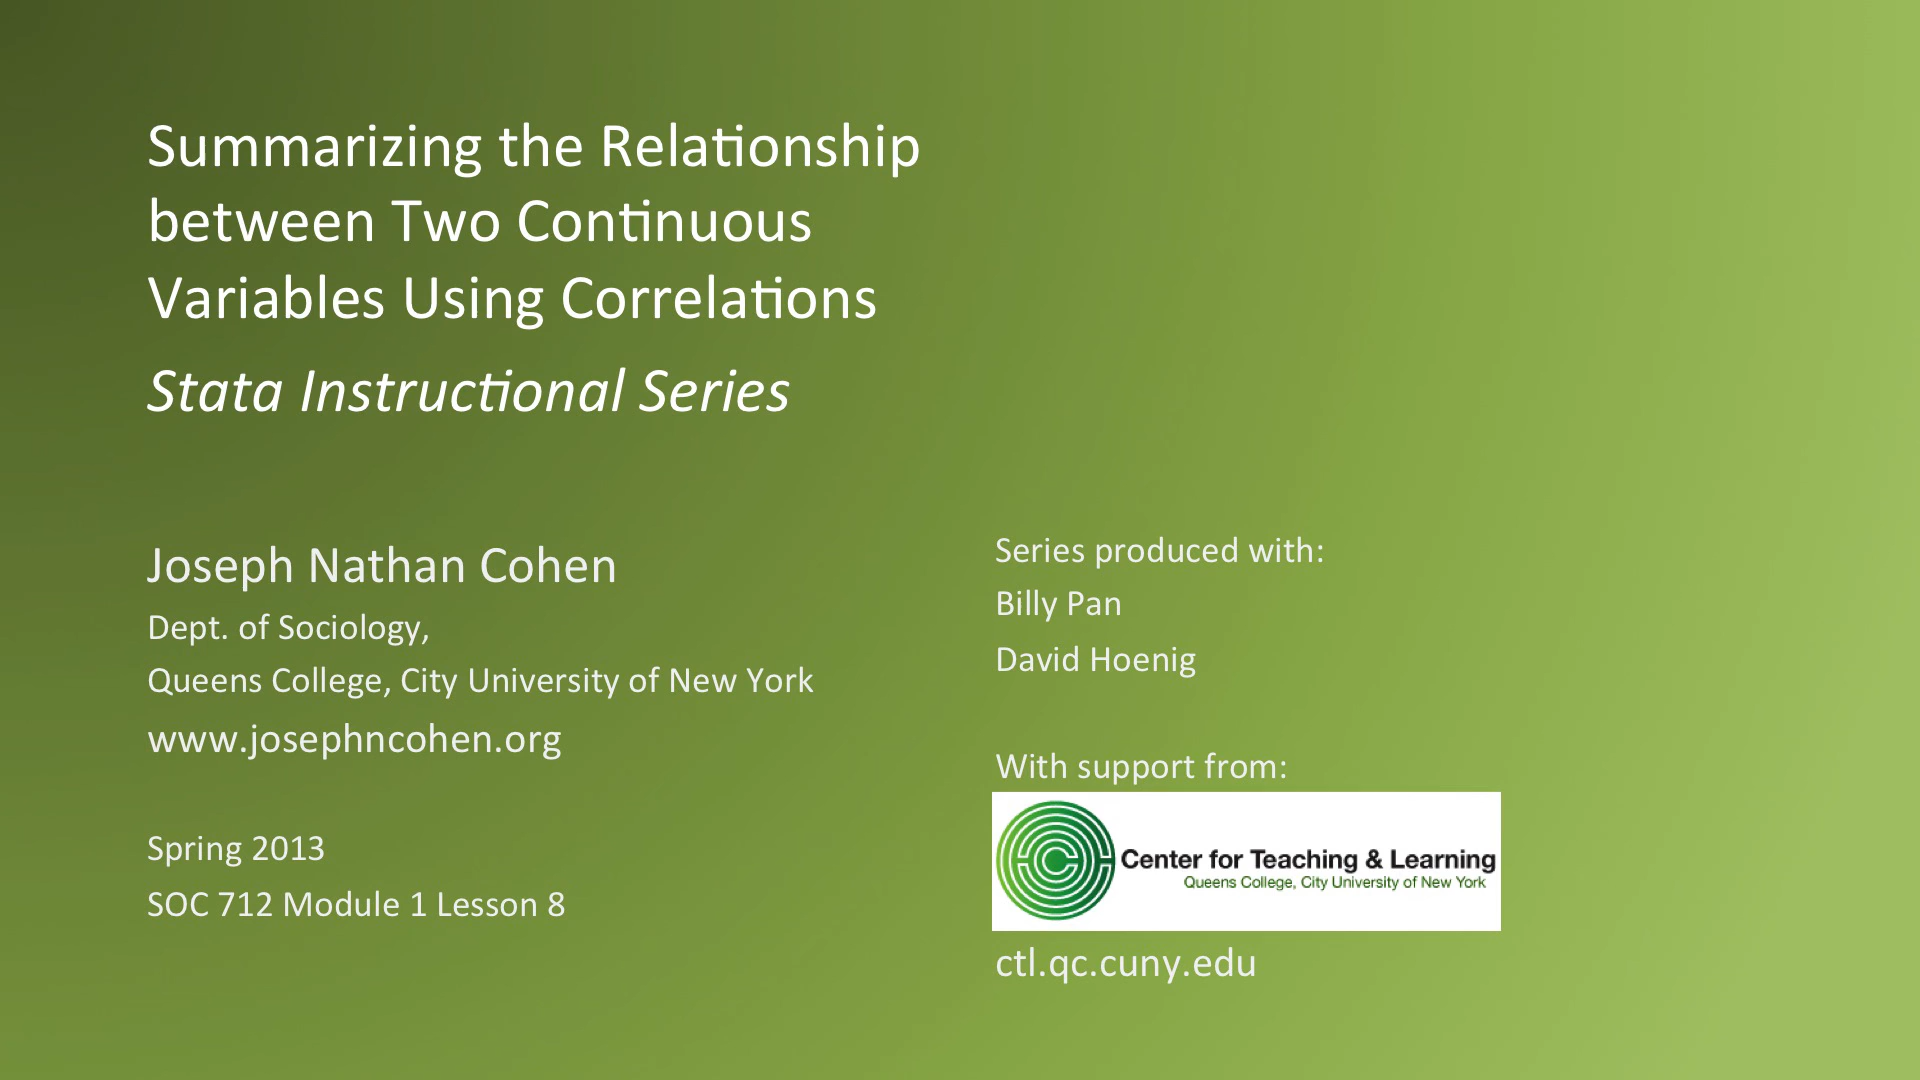 Summarizing the Relationship
between Two Continuous
Variables Using Correlations
Stata Instructional Series
Joseph Nathan Cohen
Dept. of Sociology,
Queens College, City University of New York
www.josephncohen.org
Spring 2013
SOC 712 Module 1 Lesson 8
Series produced with:
Billy Pan
David Hoenig
With support from:
Center for Teaching & Learning
Queens College, City University of New York
ctl.qc.cuny.edu